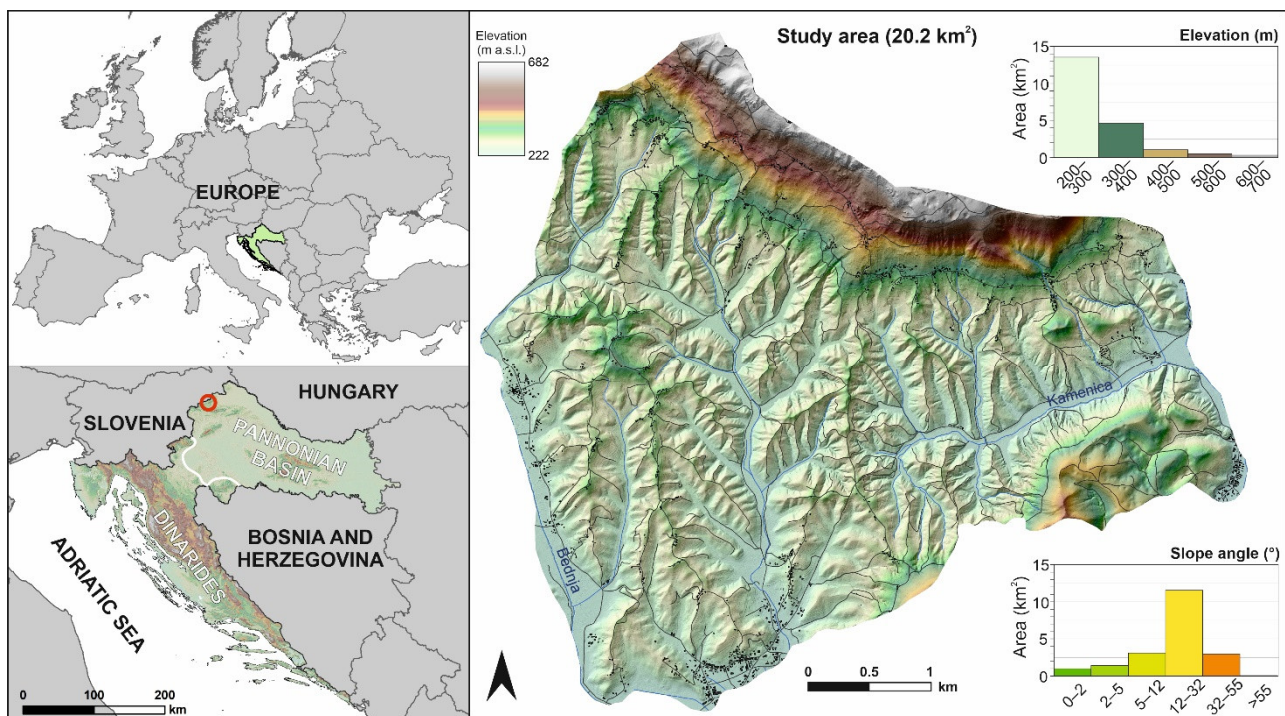 EUROPE
SLOVENIA
HUNGARY
PANNONIAN
BASIN
DINARIDES
BOSNIA AND
HERZEGOVINA
ADRIATIC SEA
0 100 200
km
Elevation
(m a.s.l.)
682
222
Study area (20.2 km²)
Kamenica
Bednja
0 0.5 1
km
Elevation (m)
Area (km²)
15
10
5
0
200–300
300–400
400–500
500–600
600–700
Slope angle (°)
Area (km²)
15
10
5
0
0–2
2–5
5–12
12–32
32–55
>55